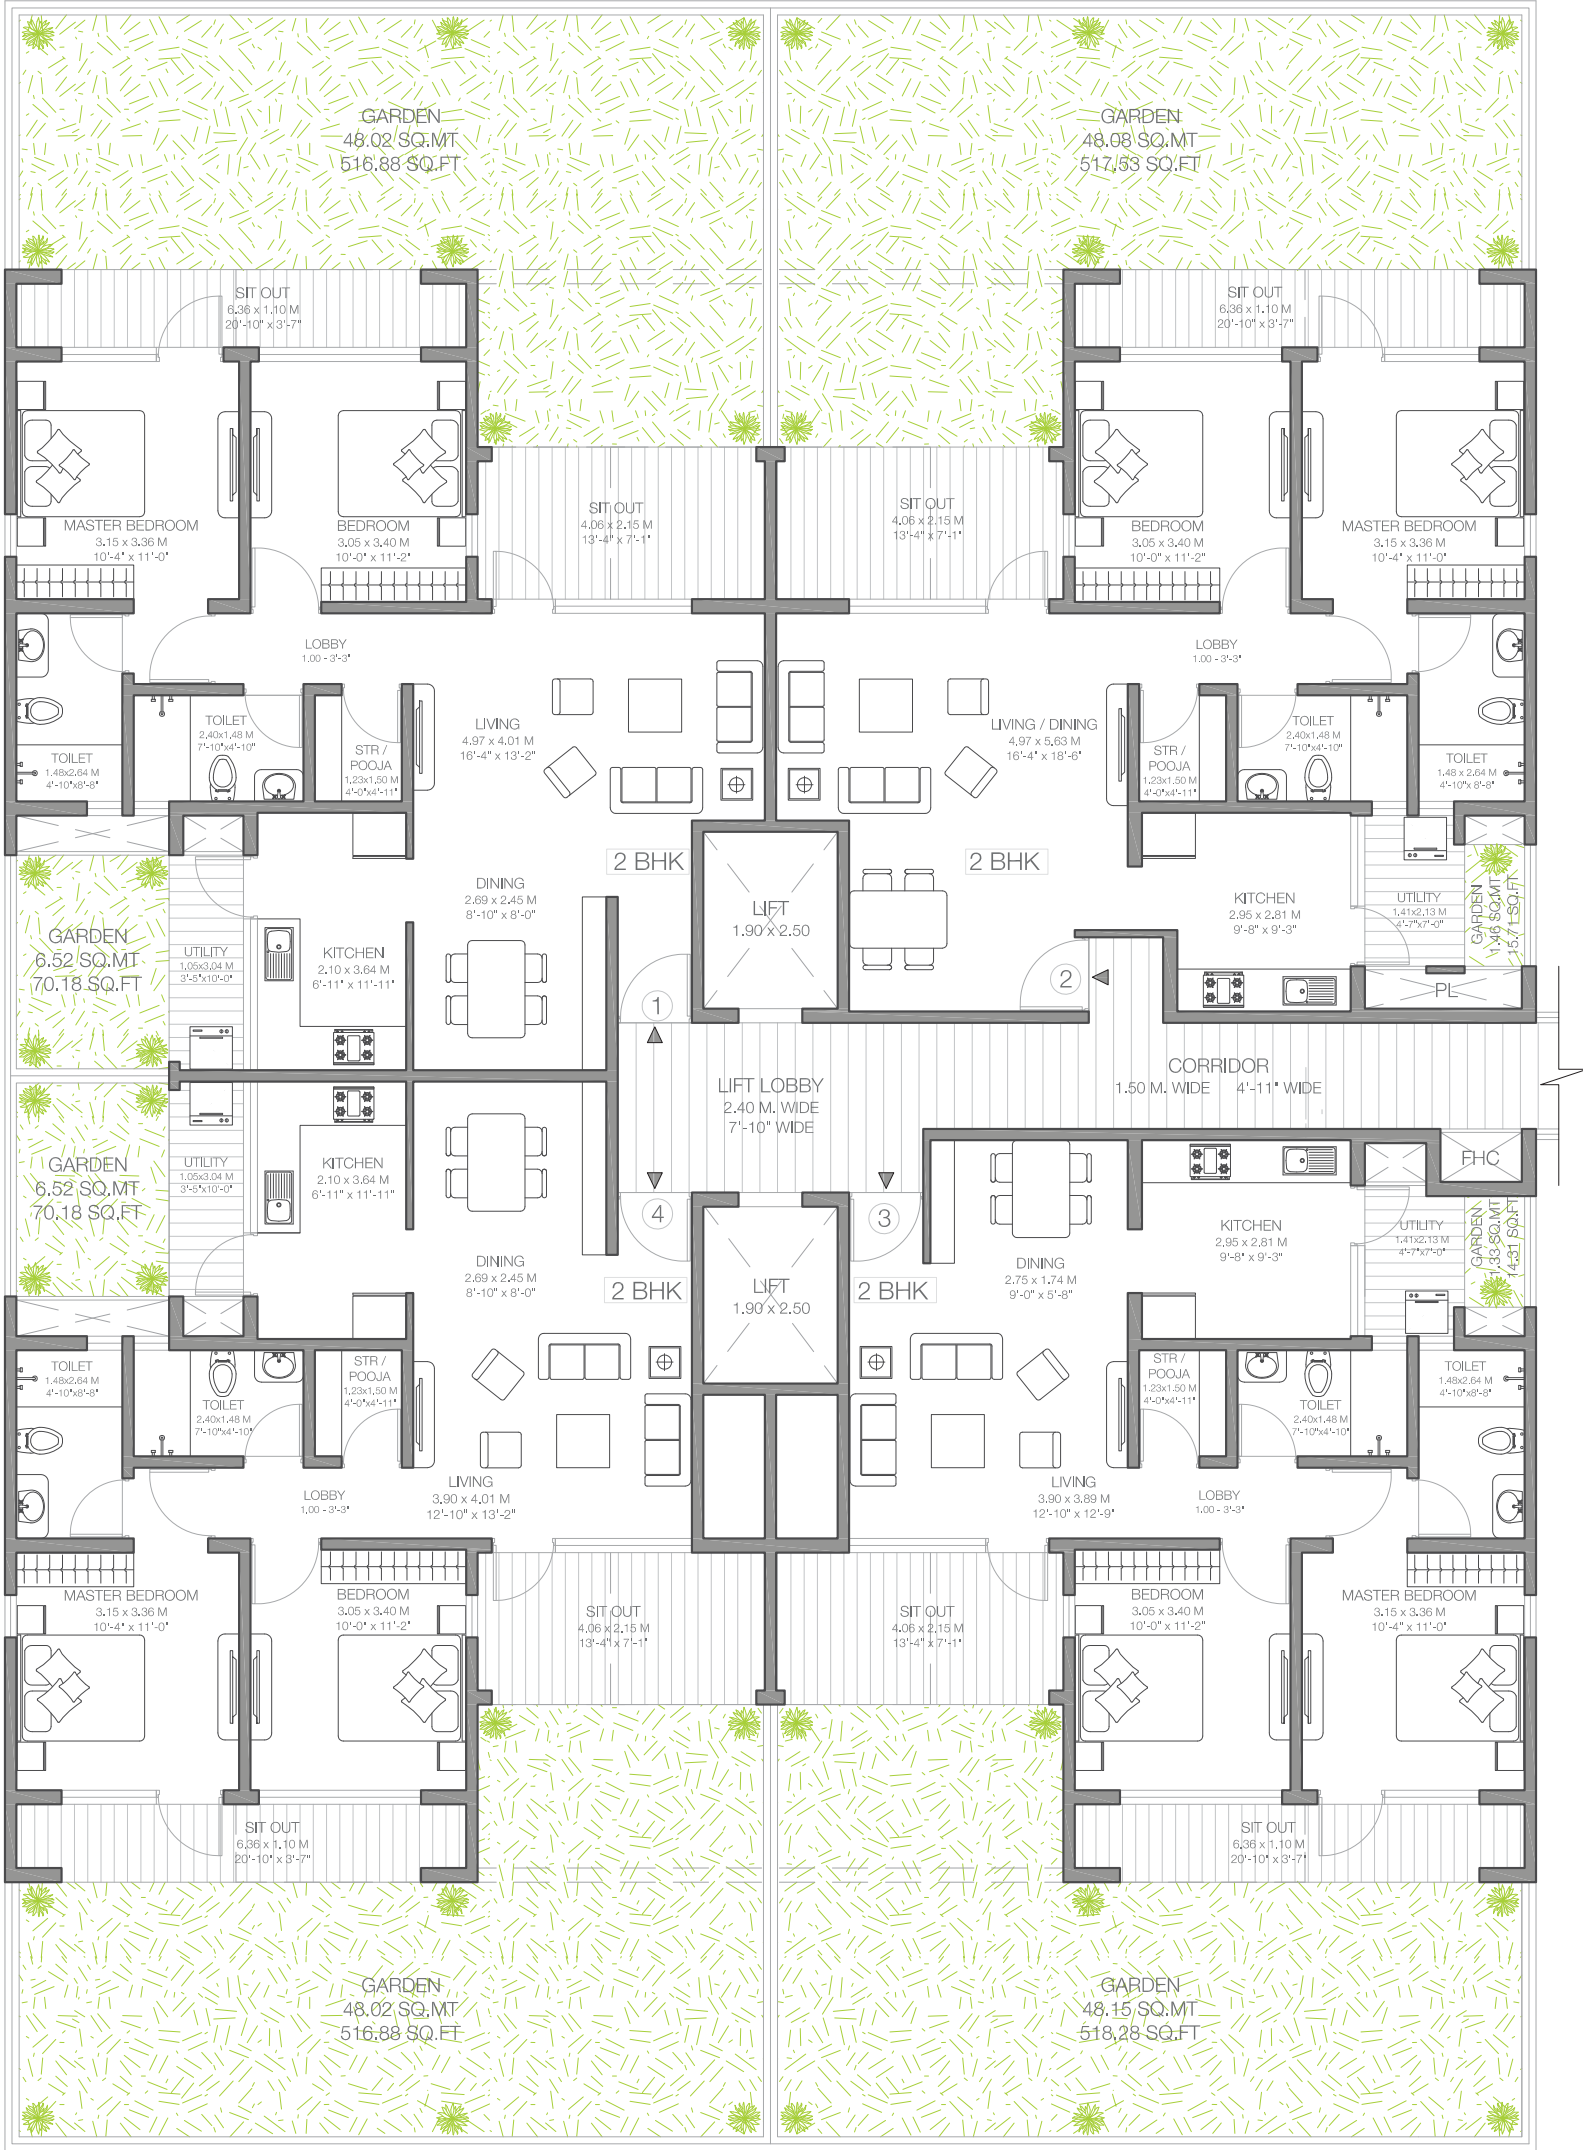 GARDEN
48.02 SQ.MT
516.88 SQ.FT
GARDEN
48.08 SQ.MT
517.53 SQ.FT
SIT OUT
6.36 x 1.10 M
20'-10" x 3'-7"
SIT OUT
6.36 x 1.10 M
20'-10" x 3'-7"
MASTER BEDROOM
3.15 x 3.36 M
10'-4" x 11'-0"
BEDROOM
3.05 x 3.40 M
10'-0" x 11'-2"
SIT OUT
4.06 x 2.15 M
13'-4" x 7'-1"
SIT OUT
4.06 x 2.15 M
13'-4" x 7'-1"
BEDROOM
3.05 x 3.40 M
10'-0" x 11'-2"
MASTER BEDROOM
3.15 x 3.36 M
10'-4" x 11'-0"
LOBBY
1.00 - 3'-3"
LOBBY
1.00 - 3'-3"
TOILET
2.40x1.48 M
7'-10"x4'-10"
LIVING
4.97 x 4.01 M
16'-4" x 13'-2"
LIVING / DINING
4.97 x 5.63 M
16'-4" x 18'-6"
TOILET
2.40x1.48 M
7'-10"x4'-10"
TOILET
1.48x2.64 M
4'-10"x8'-8"
STR /
POOJA
1.23x1.50 M
4'-0"x4'-11"
STR /
POOJA
1.23x1.50 M
4'-0"x4'-11"
TOILET
1.48 x 2.64 M
4'-10"x 8'-8"
2 BHK
2 BHK
DINING
2.69 x 2.45 M
8'-10" x 8'-0"
LIFT
1.90 x 2.50
KITCHEN
2.95 x 2.81 M
9'-8" x 9'-3"
UTILITY
1.41x2.13 M
4'-7"x7'-0"
GARDEN
1.46 SQ.MT
15.71 SQ.FT
GARDEN
6.52 SQ.MT
70.18 SQ.FT
UTILITY
1.05x3.04 M
3'-5"x10'-0"
KITCHEN
2.10 x 3.64 M
6'-11" x 11'-11"
1
2
PL
CORRIDOR
1.50 M. WIDE 4'-11" WIDE
LIFT LOBBY
2.40 M. WIDE
7'-10" WIDE
FHC
GARDEN
6.52 SQ.MT
70.18 SQ.FT
UTILITY
1.05x3.04 M
3'-5"x10'-0"
KITCHEN
2.10 x 3.64 M
6'-11" x 11'-11"
4
3
KITCHEN
2.95 x 2.81 M
9'-8" x 9'-3"
UTILITY
1.41x2.13 M
4'-7"x7'-0"
GARDEN
1.33 SQ.MT
14.31 SQ.FT
DINING
2.69 x 2.45 M
8'-10" x 8'-0"
2 BHK
LIFT
1.90 x 2.50
2 BHK
DINING
2.75 x 1.74 M
9'-0" x 5'-8"
TOILET
1.48x2.64 M
4'-10"x8'-8"
TOILET
2.40x1.48 M
7'-10"x4'-10"
STR /
POOJA
1.23x1.50 M
4'-0"x4'-11"
STR /
POOJA
1.23x1.50 M
4'-0"x4'-11"
TOILET
2.40x1.48 M
7'-10"x4'-10"
TOILET
1.48x2.64 M
4'-10"x8'-8"
LOBBY
1.00 - 3'-3"
LIVING
3.90 x 4.01 M
12'-10" x 13'-2"
LIVING
3.90 x 3.89 M
12'-10" x 12'-9"
LOBBY
1.00 - 3'-3"
MASTER BEDROOM
3.15 x 3.36 M
10'-4" x 11'-0"
BEDROOM
3.05 x 3.40 M
10'-0" x 11'-2"
SIT OUT
4.06 x 2.15 M
13'-4" x 7'-1"
SIT OUT
4.06 x 2.15 M
13'-4" x 7'-1"
BEDROOM
3.05 x 3.40 M
10'-0" x 11'-2"
MASTER BEDROOM
3.15 x 3.36 M
10'-4" x 11'-0"
SIT OUT
6.36 x 1.10 M
20'-10" x 3'-7"
SIT OUT
6.36 x 1.10 M
20'-10" x 3'-7"
GARDEN
48.02 SQ.MT
516.88 SQ.FT
GARDEN
48.15 SQ.MT
518.28 SQ.FT